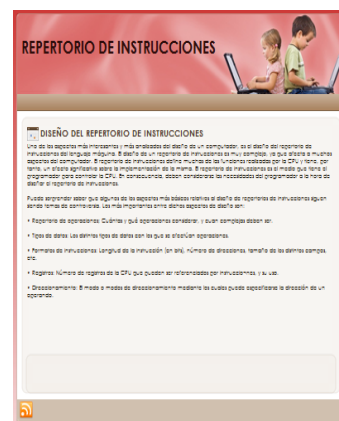 REPERTORIO DE INSTRUCCIONES
DISEÑO DEL REPERTORIO DE INSTRUCCIONES
Uno de los aspectos más interesantes y más analizados del diseño de un computador, es el diseño del repertorio de
instrucciones del lenguaje máquina. El diseño de un repertorio de instrucciones es muy complejo, ya que afecta a muchos
aspectos del computador. El repertorio de instrucciones define muchas de las funciones realizadas por la CPU y tiene, por
tanto, un efecto significativo sobre la implementación de la misma. El repertorio de instrucciones es el medio que tiene el
programador para controlar la CPU. En consecuencia, deben considerarse las necesidades del programador a la hora de
diseñar el repertorio de instrucciones.
Puede sorprender saber que algunos de los aspectos más básicos relativos al diseño de repertorios de instrucciones siguen
siendo temas de controversia. Los más importantes entre dichos aspectos de diseño son:
• Repertorio de operaciones: Cuántas y qué operaciones considerar, y cuan complejas deben ser.
• Tipos de datos: Los distintos tipos de datos con los que se efectúan operaciones.
• Formatos de instrucciones: Longitud de la instrucción (en bits), número de direcciones, tamaño de los distintos campos,
etc.
• Registros: Número de registros de la CPU que pueden ser referenciados por instrucciones, y su uso.
• Direccionamiento: El modo o modos de direccionamiento mediante los cuales puede especificarse la dirección de un
operando.